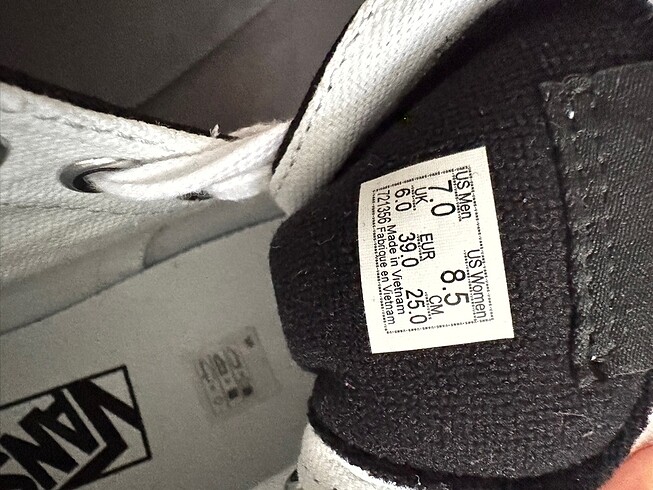 US Men US Women
7.0 8.5
UK EUR CM
6.0 39.0 25.0
721356 Made in Vietnam
Fabriqué en Vietnam
VANS